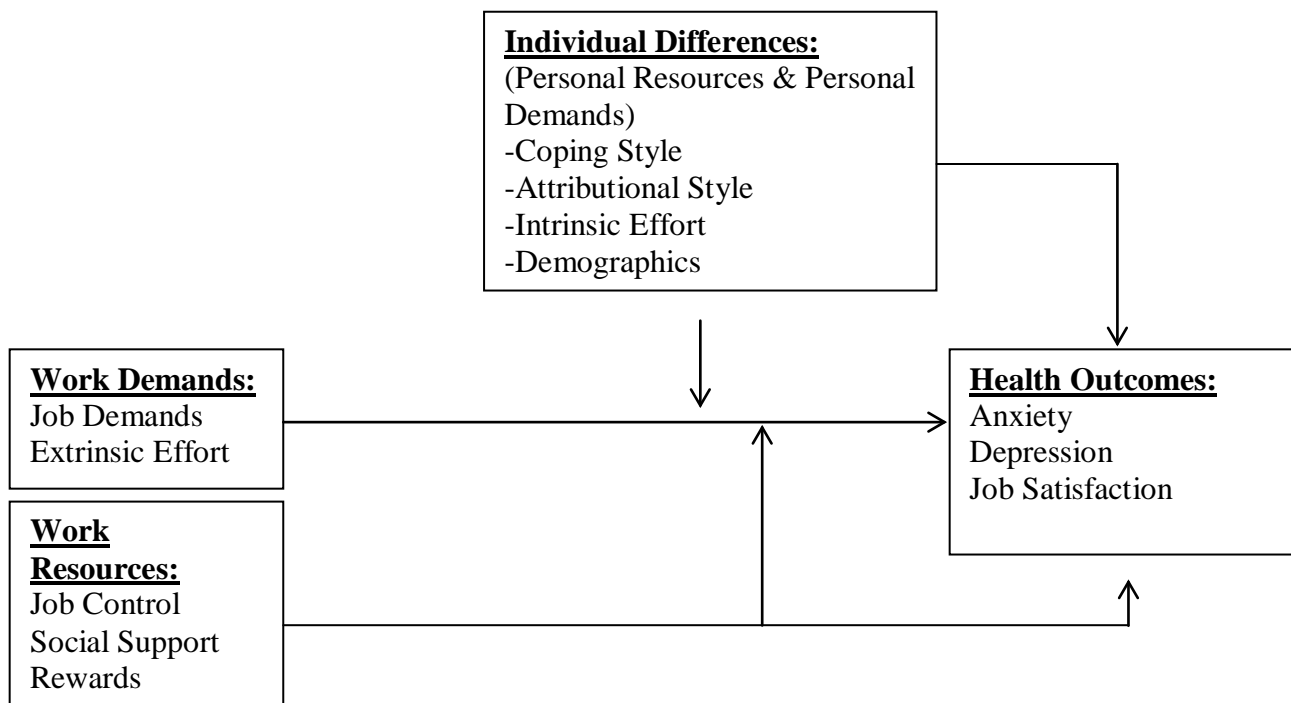 Individual Differences:
(Personal Resources & Personal
Demands)
-Coping Style
-Attributional Style
-Intrinsic Effort
-Demographics
Work Demands:
Job Demands
Extrinsic Effort
Health Outcomes:
Anxiety
Depression
Job Satisfaction
Work
Resources:
Job Control
Social Support
Rewards